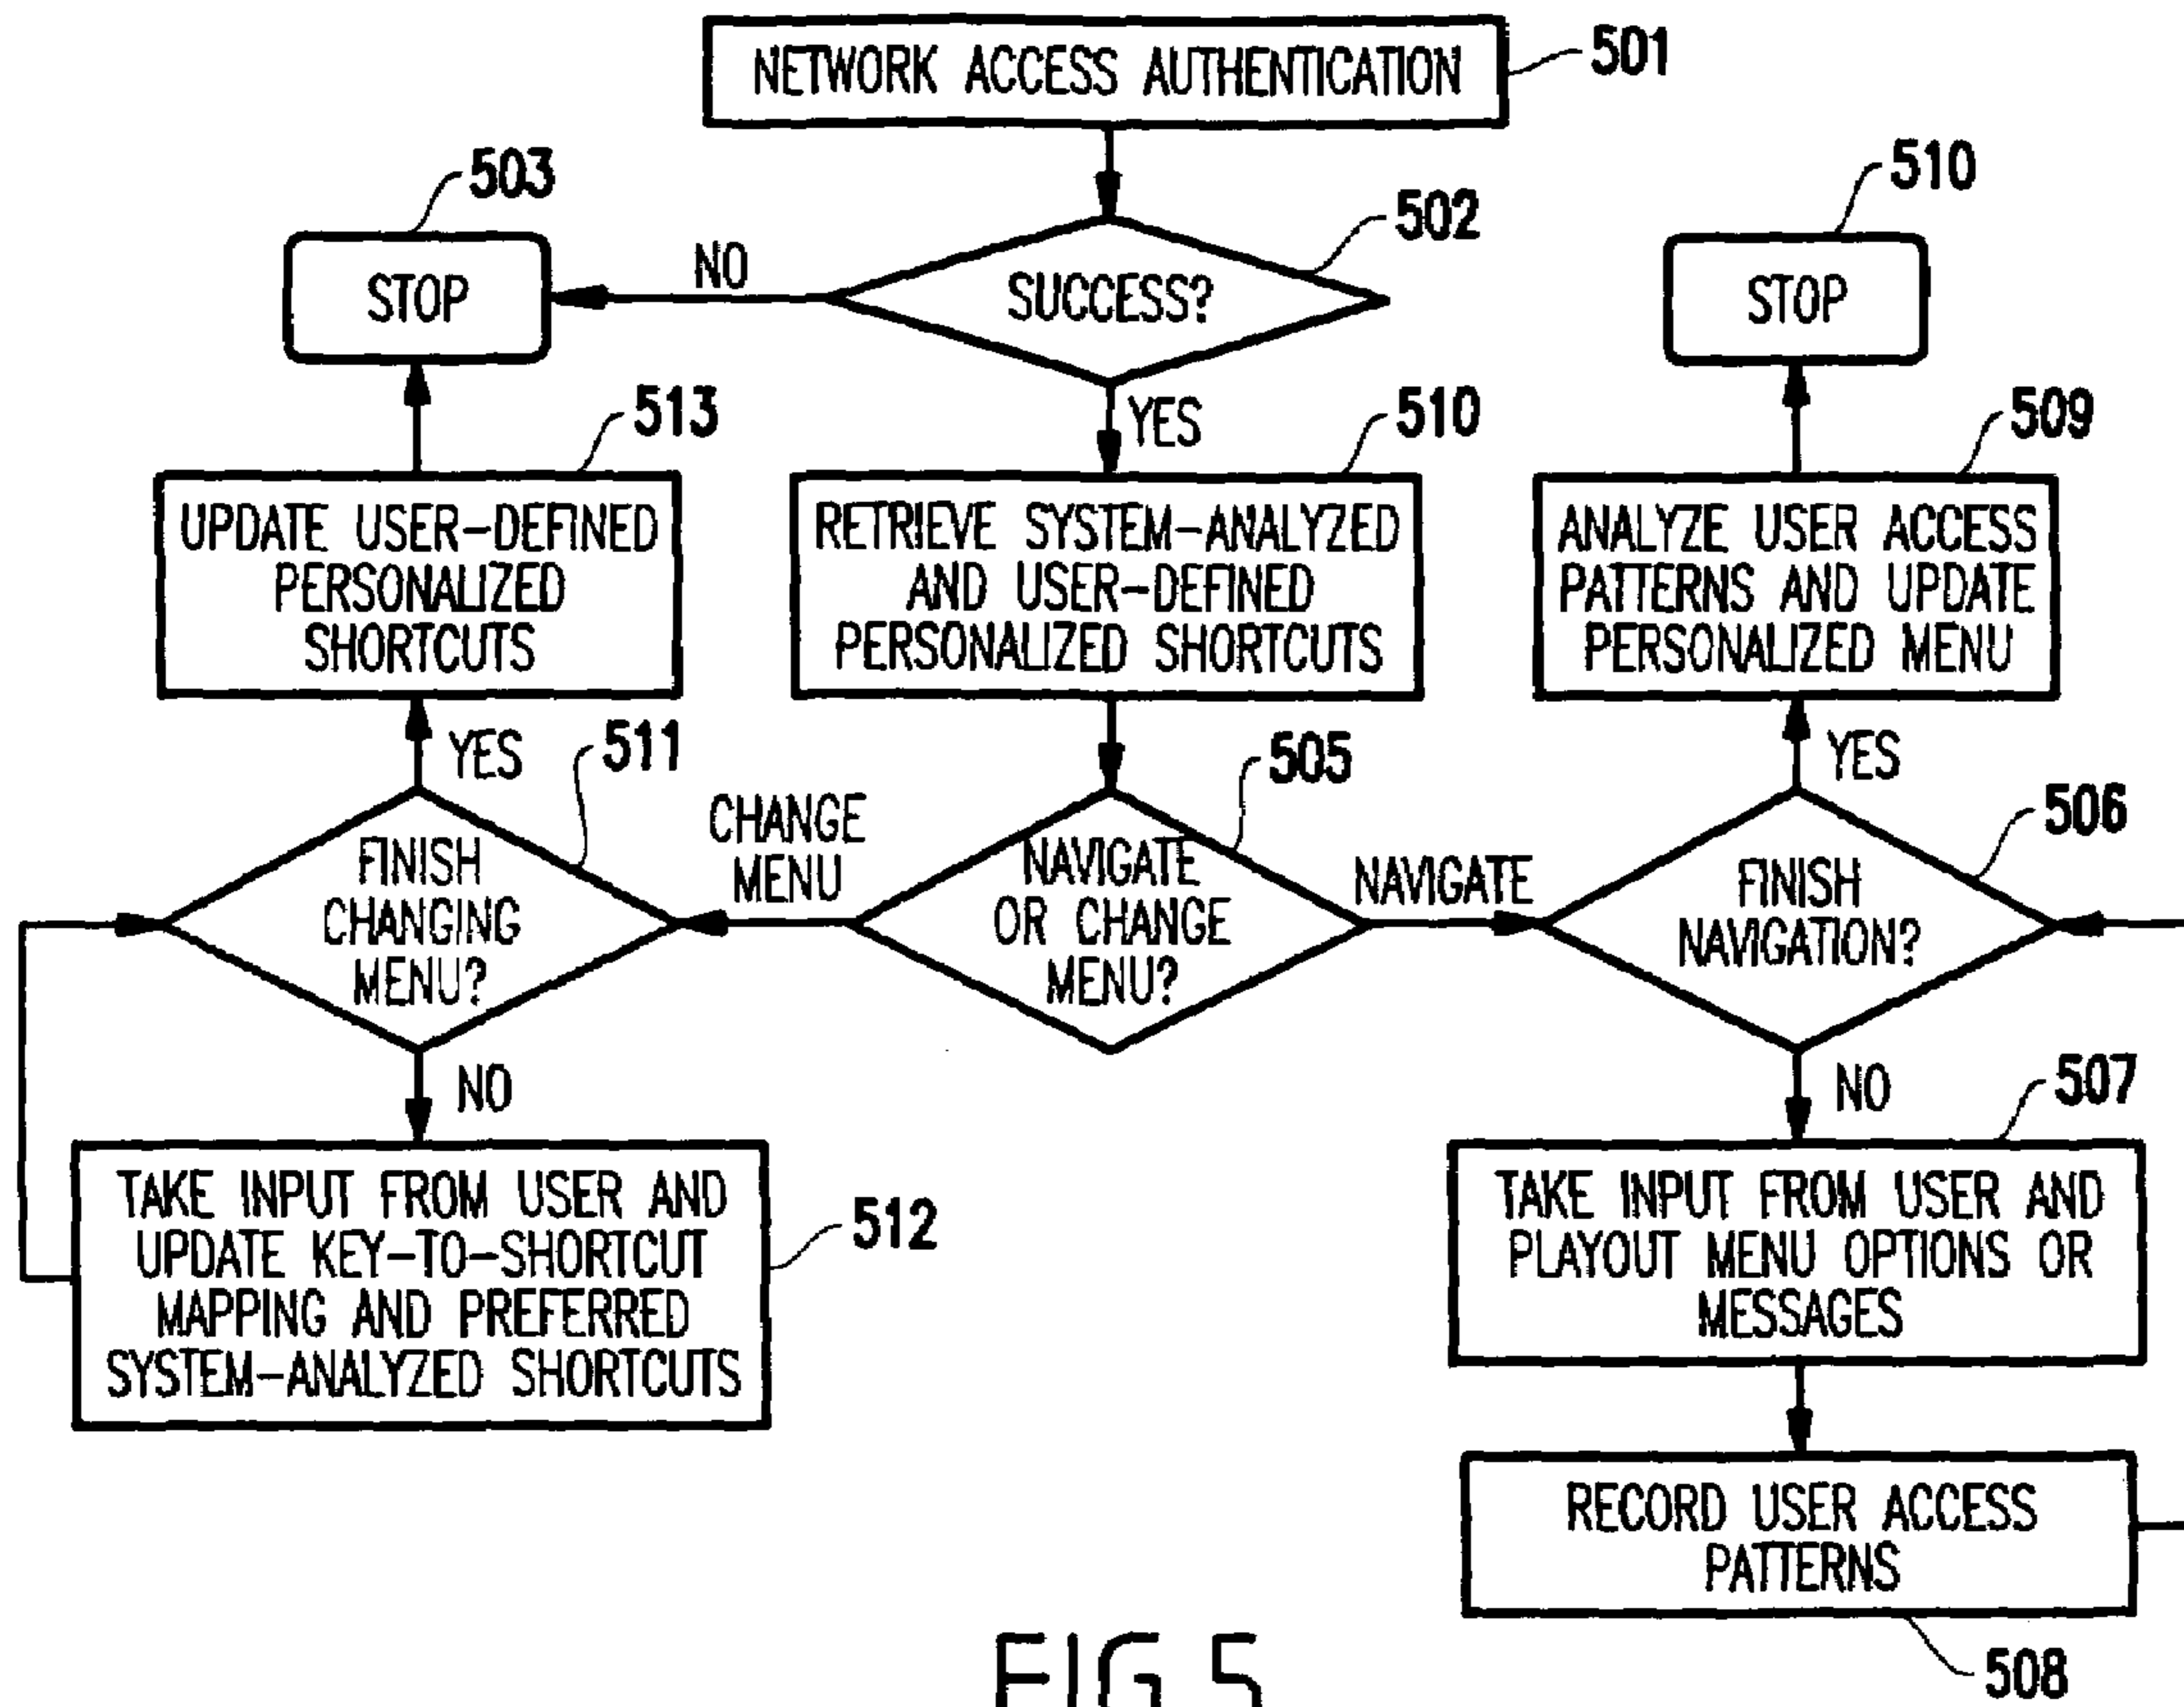 NETWORK ACCESS AUTHENTICATION
501
503
STOP
NO
SUCCESS?
502
510
STOP
YES
513
UPDATE USER-DEFINED
PERSONALIZED
SHORTCUTS
510
RETRIEVE SYSTEM-ANALYZED
AND USER-DEFINED
PERSONALIZED SHORTCUTS
509
ANALYZE USER ACCESS
PATTERNS AND UPDATE
PERSONALIZED MENU
YES
511
FINISH
CHANGING
MENU?
CHANGE
MENU
505
NAVIGATE
OR CHANGE
MENU?
NAVIGATE
YES
506
FINISH
NAVIGATION?
NO
TAKE INPUT FROM USER AND
UPDATE KEY-TO-SHORTCUT
MAPPING AND PREFERRED
SYSTEM-ANALYZED SHORTCUTS
512
NO
507
TAKE INPUT FROM USER AND
PLAYOUT MENU OPTIONS OR
MESSAGES
RECORD USER ACCESS
PATTERNS
508
FIG.5